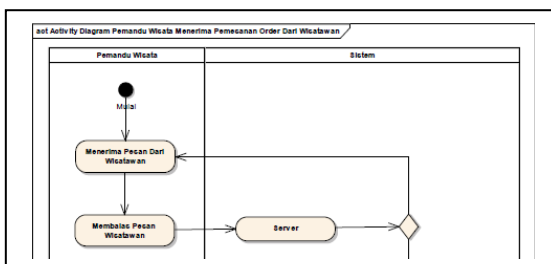 act Activity Diagram Pemandu Wisata Menerima Pemesanan Order Dari Wisatawan
Pemandu Wisata
Sistem
Mulai
Menerima Pesan Dari
Wisatawan
Membalas Pesan
Wisatawan
Server